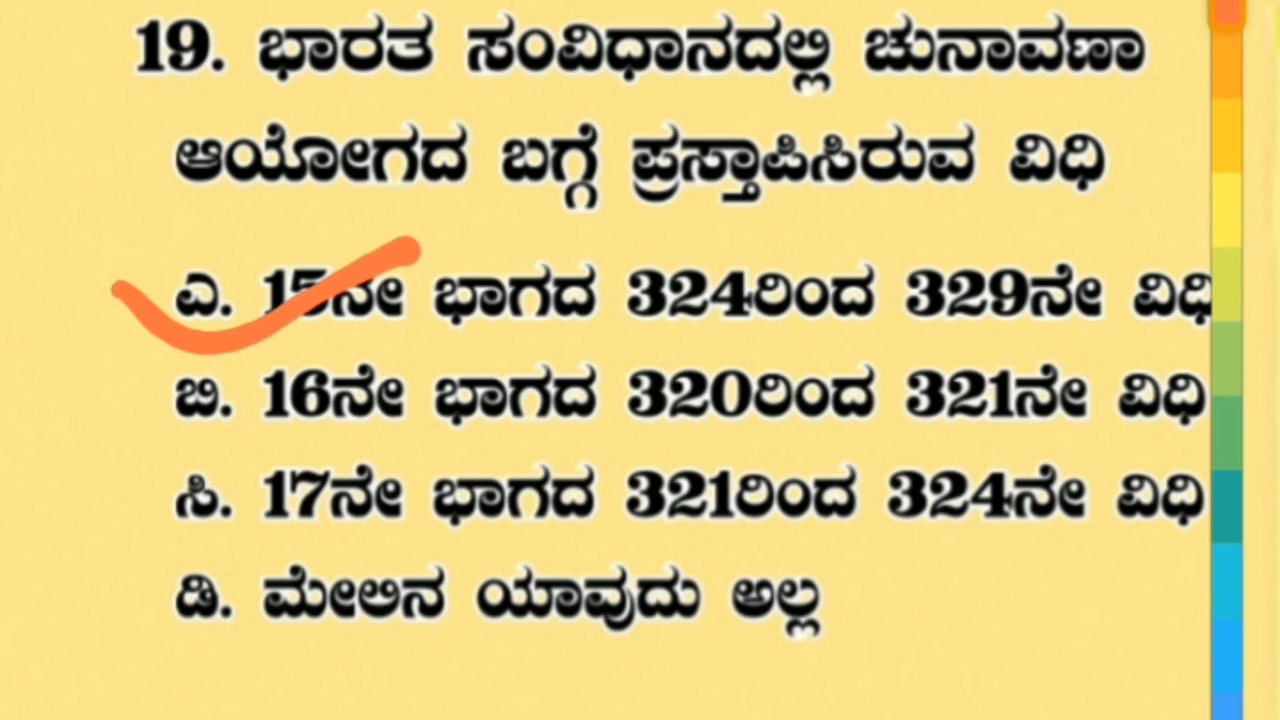 19. ಭಾರತ ಸಂವಿಧಾನದಲ್ಲಿ ಚುನಾವಣಾ
ಆಯೋಗದ ಬಗ್ಗೆ ಪ್ರಸ್ತಾಪಿಸಿರುವ ವಿಧಿ
ಎ. 15ನೇ ಭಾಗದ 324ರಿಂದ 329ನೇ ವಿಧಿ
ಬಿ. 16ನೇ ಭಾಗದ 320ರಿಂದ 321ನೇ ವಿಧಿ
ಸಿ. 17ನೇ ಭಾಗದ 321ರಿಂದ 324ನೇ ವಿಧಿ
ಡಿ. ಮೇಲಿನ ಯಾವುದು ಅಲ್ಲ